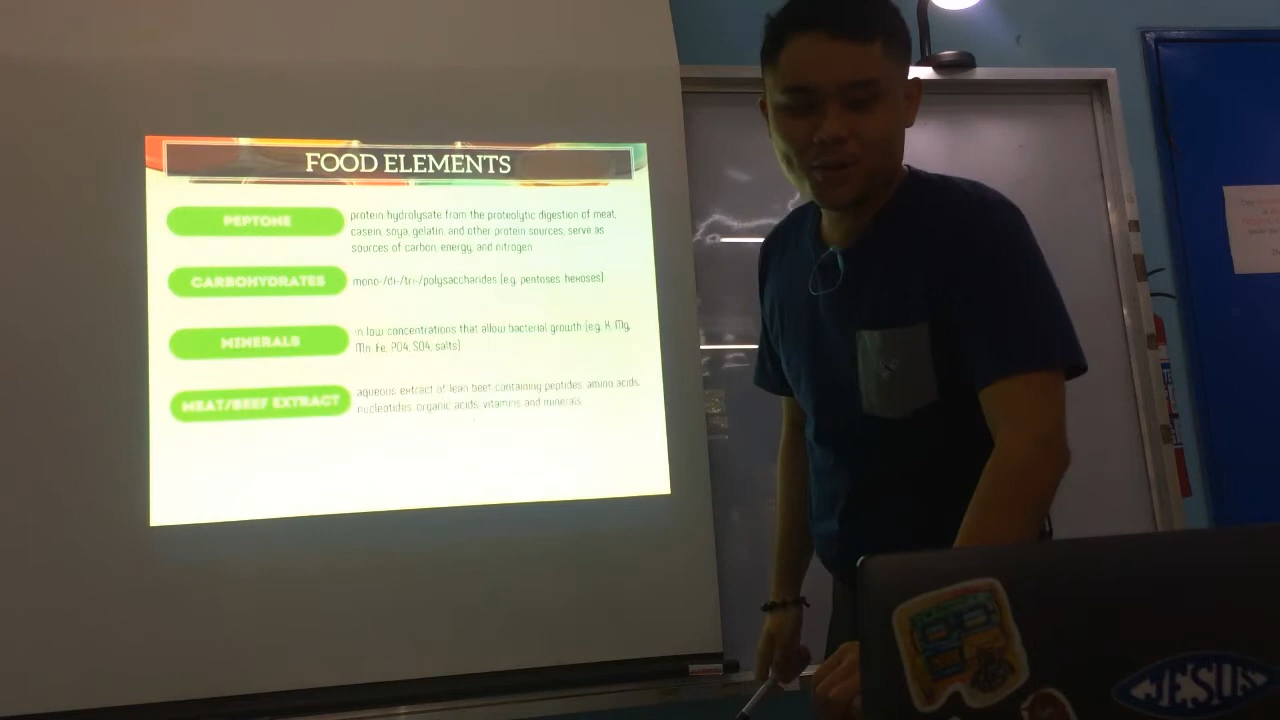 FOOD ELEMENTS
PEPTONE
protein hydrolysate from the proteolytic digestion of meat,
casein, soya, gelatin, and other protein sources, serve as
sources of carbon, energy, and nitrogen
CARBOHYDRATES
mono-/di-/tri-/polysaccharides (e.g. pentoses, hexoses)
MINERALS
in low concentrations that allow bacterial growth (e.g. K, Mg,
Mn, Fe, PO4, SO4, salts)
MEAT/BEEF EXTRACT
aqueous extract of lean beef containing peptides, amino acids,
nucleotides, organic acids, vitamins and minerals
JESUS